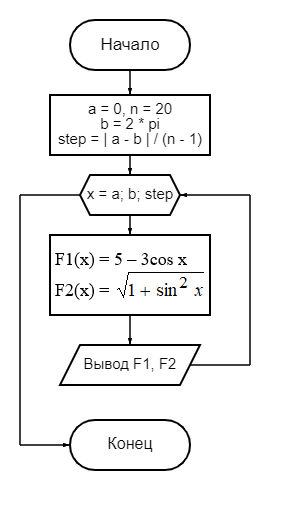 Начало
a = 0, n = 20
b = 2 * pi
step = | a - b | / (n - 1)
x = a; b; step
F1(x) = 5 − 3cos x
F2(x) = √1 + sin² x
Вывод F1, F2
Конец